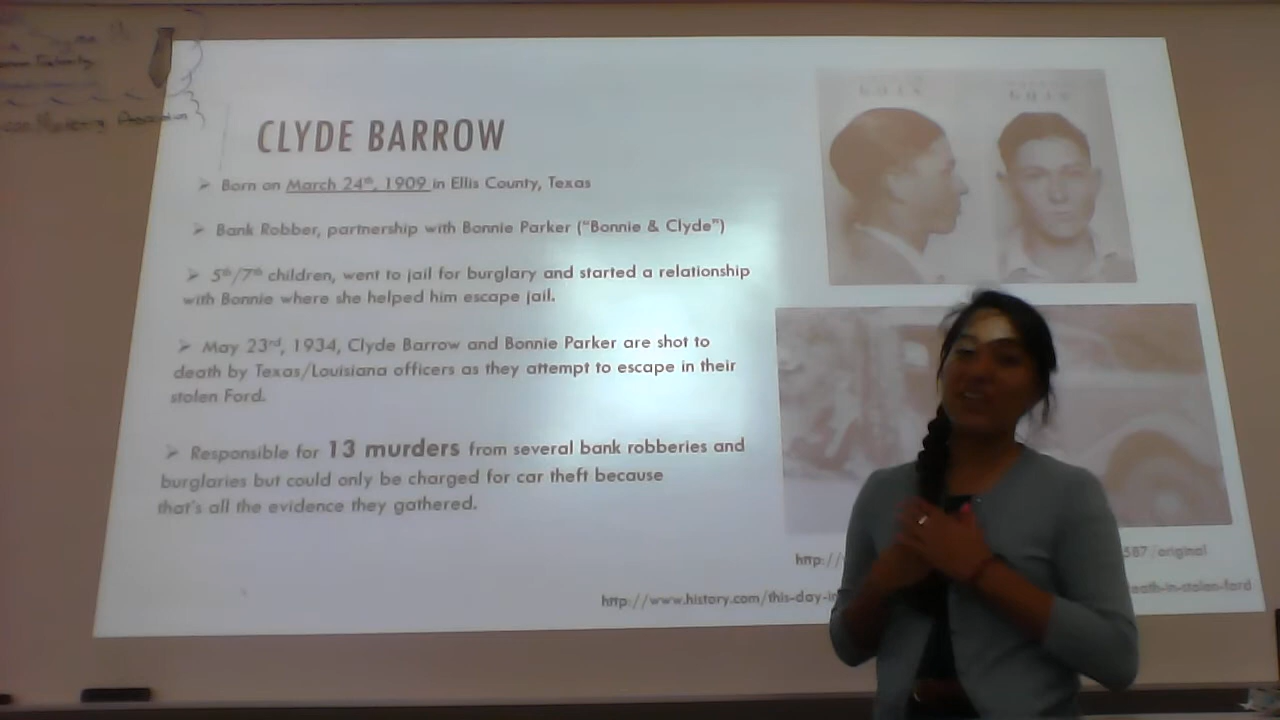 CLYDE BARROW
➢ Born on March 24th, 1909 in Ellis County, Texas
➢ Bank Robber, partnership with Bonnie Parker ("Bonnie & Clyde")
➢ 5th/7th children, went to jail for burglary and started a relationship
with Bonnie where she helped him escape jail.
➢ May 23rd, 1934, Clyde Barrow and Bonnie Parker are shot to
death by Texas/Louisiana officers as they attempt to escape in their
stolen Ford.
➢ Responsible for 13 murders from several bank robberies and
burglaries but could only be charged for car theft because
that's all the evidence they gathered.
http:// 587/original
http://www.history.com/this-day-in eath-in-stolen-ford